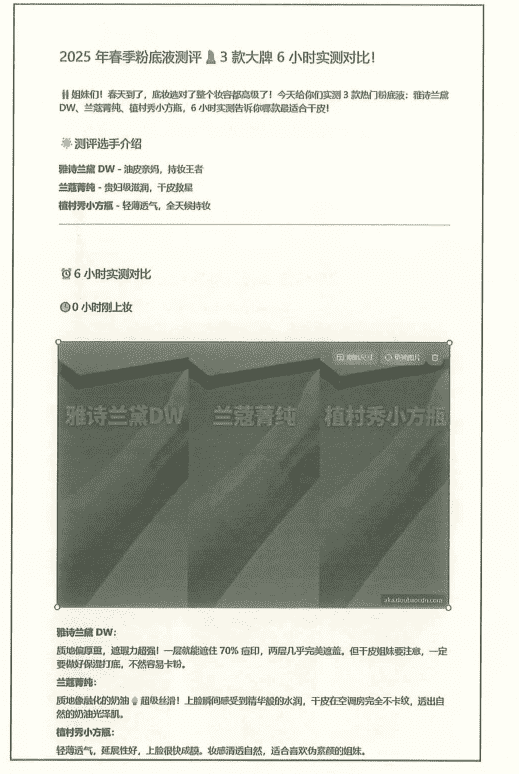 2025 年春季粉底液测评💄3 款大牌 6 小时实测对比！
👭姐妹们！春天到了，底妆选对了整个妆容都高级了！今天给你们实测 3 款热门粉底液：雅诗兰黛
DW、兰蔻菁纯、植村秀小方瓶，6 小时实测告诉你哪款最适合干皮！
🌟测评选手介绍
雅诗兰黛 DW - 油皮亲妈，持妆王者
兰蔻菁纯 - 贵妇级滋润，干皮救星
植村秀小方瓶 - 轻薄透气，全天候持妆
⏰6 小时实测对比
🕛0 小时刚上妆
更换图片
雅诗兰黛DW 兰蔻菁纯 植村秀小方瓶
雅诗兰黛 DW：
质地偏厚重，遮瑕力超强！一层就能遮住 70% 痘印，两层几乎完美遮盖。但干皮姐妹要注意，一定
要做好保湿打底，不然容易卡粉。
兰蔻菁纯：
质地像融化的奶油🍦超级丝滑！上脸瞬间感受到精华般的水润，干皮在空调房完全不卡纹，透出自
然的奶油光泽肌。
植村秀小方瓶：
轻薄透气，延展性好，上脸很快成膜。妆感清透自然，适合喜欢伪素颜的姐妹。